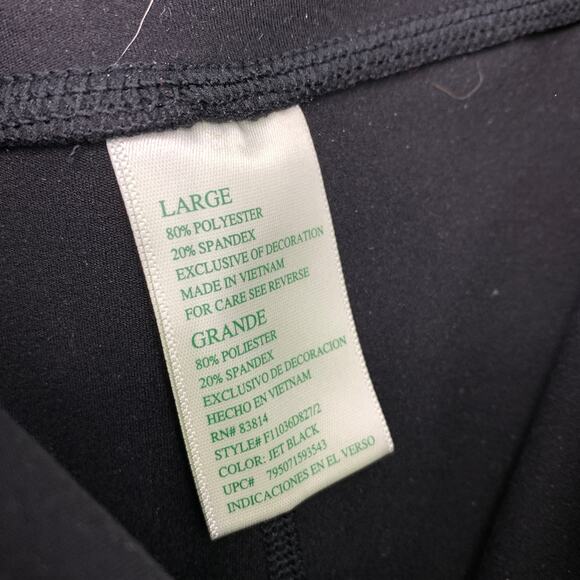 LARGE
80% POLYESTER
20% SPANDEX
EXCLUSIVE OF DECORATION
MADE IN VIETNAM
FOR CARE SEE REVERSE
GRANDE
80% POLIESTER
20% SPANDEX
EXCLUSIVO DE DECORACION
HECHO EN VIETNAM
RN# 83814
STYLE# F11036D827/2
COLOR: JET BLACK
UPC# 795071593543
INDICACIONES EN EL VERSO